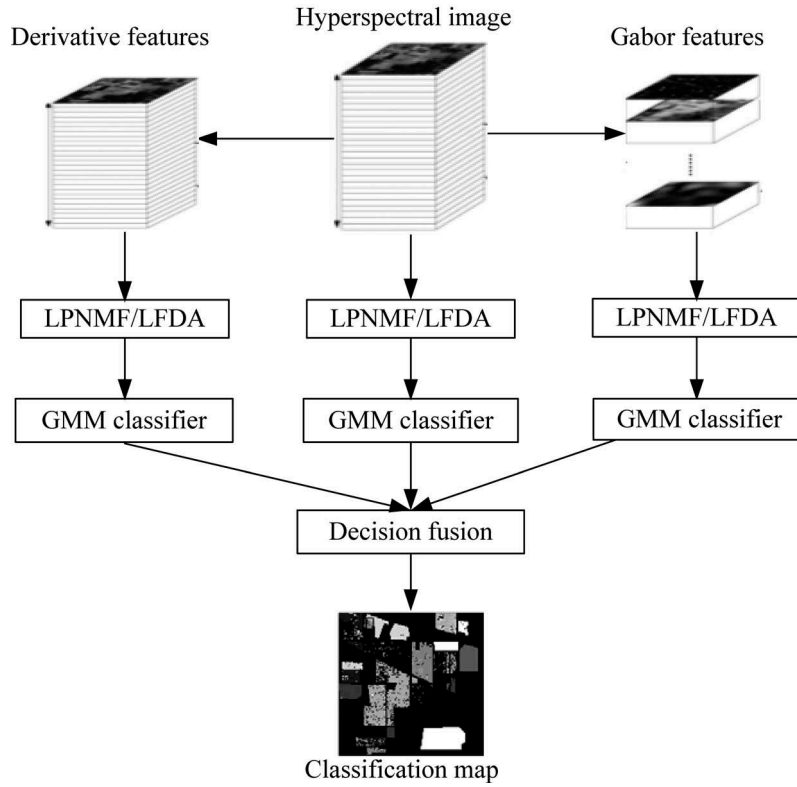 Derivative features
Hyperspectral image
Gabor features
LPNMF/LFDA
LPNMF/LFDA
LPNMF/LFDA
GMM classifier
GMM classifier
GMM classifier
Decision fusion
Classification map